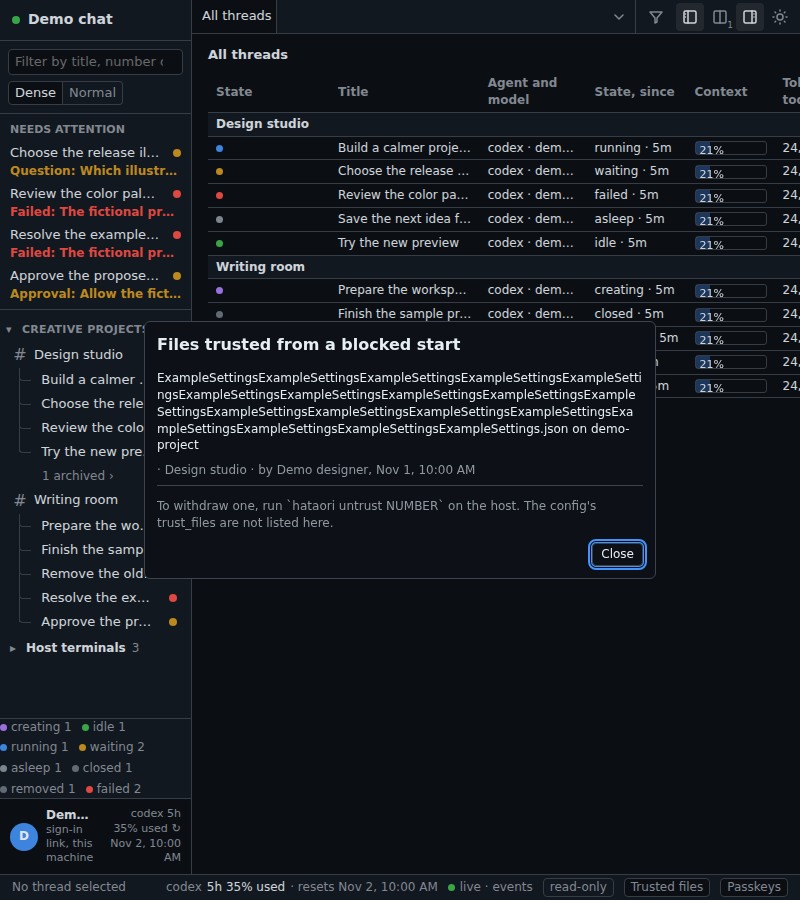 Demo chat
Filter by title, number o
Dense Normal
NEEDS ATTENTION
Choose the release il…
Question: Which illustr…
Review the color pal…
Failed: The fictional pr…
Resolve the example…
Failed: The fictional pr…
Approve the propose…
Approval: Allow the fict…
CREATIVE PROJECTS
# Design studio
Build a calmer
Choose the rele
Review the colo
Try the new pre
1 archived ›
# Writing room
Prepare the wo
Finish the samp
Remove the old
Resolve the ex…
Approve the pr…
Host terminals 3
creating 1 idle 1
running 1 waiting 2
asleep 1 closed 1
removed 1 failed 2
D
Dem…
sign-in
link, this
machine
codex 5h
35% used ↻
Nov 2, 10:00
AM
All threads
1
All threads
State Title Agent and model State, since Context
Design studio
Build a calmer proje… codex · dem… running · 5m 21% 24,
Choose the release … codex · dem… waiting · 5m 21% 24,
Review the color pa… codex · dem… failed · 5m 21% 24,
Save the next idea f… codex · dem… asleep · 5m 21% 24,
Try the new preview codex · dem… idle · 5m 21% 24,
Writing room
Prepare the worksp… codex · dem… creating · 5m 21% 24,
Finish the sample pr… codex · dem… closed · 5m 21% 24,
5m 21% 24,
21% 24,
5m 21% 24,
Files trusted from a blocked start
ExampleSettingsExampleSettingsExampleSettingsExampleSettingsExampleSetti
ngsExampleSettingsExampleSettingsExampleSettingsExampleSettingsExample
SettingsExampleSettingsExampleSettingsExampleSettingsExampleSettingsExa
mpleSettingsExampleSettingsExampleSettingsExampleSettings.json on demo-
project
· Design studio · by Demo designer, Nov 1, 10:00 AM
To withdraw one, run `hataori untrust NUMBER` on the host. The config's
trust_files are not listed here.
Close
No thread selected
codex 5h 35% used · resets Nov 2, 10:00 AM
live · events
read-only
Trusted files
Passkeys